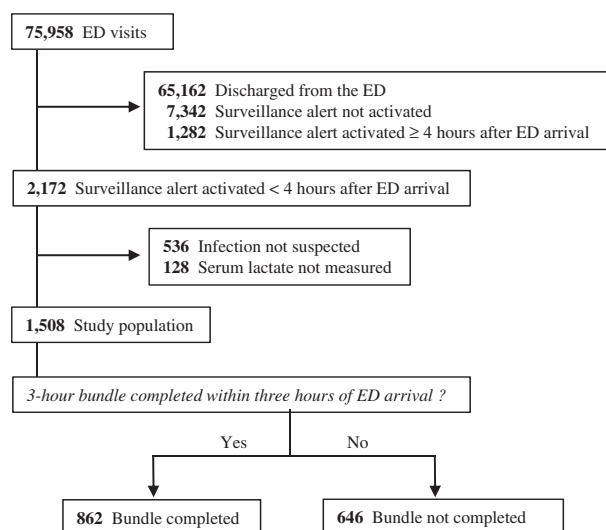 75,958 ED visits
65,162 Discharged from the ED
7,342 Surveillance alert not activated
1,282 Surveillance alert activated ≥ 4 hours after ED arrival
2,172 Surveillance alert activated < 4 hours after ED arrival
536 Infection not suspected
128 Serum lactate not measured
1,508 Study population
3-hour bundle completed within three hours of ED arrival ?
Yes No
862 Bundle completed
646 Bundle not completed